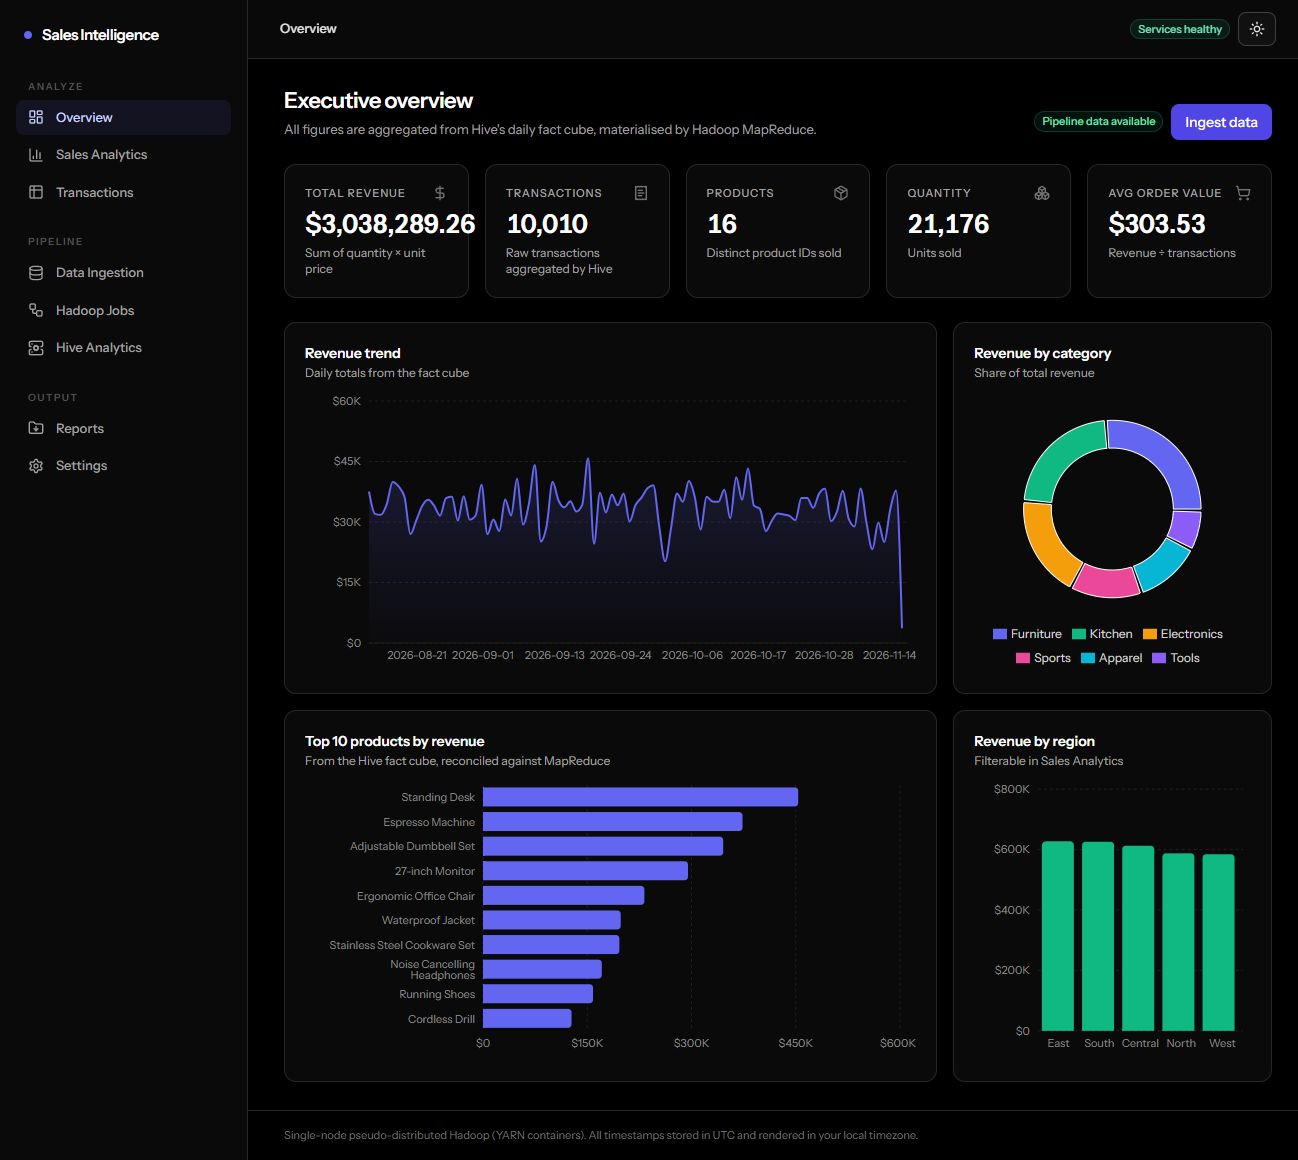 Sales Intelligence
ANALYZE
Overview
Sales Analytics
Transactions
PIPELINE
Data Ingestion
Hadoop Jobs
Hive Analytics
OUTPUT
Reports
Settings
Overview
Services healthy
Executive overview
All figures are aggregated from Hive's daily fact cube, materialised by Hadoop MapReduce.
Pipeline data available
Ingest data
TOTAL REVENUE
$3,038,289.26
Sum of quantity × unit
price
TRANSACTIONS
10,010
Raw transactions
aggregated by Hive
PRODUCTS
16
Distinct product IDs sold
QUANTITY
21,176
Units sold
AVG ORDER VALUE
$303.53
Revenue ÷ transactions
Revenue trend
Daily totals from the fact cube
$60K
$45K
$30K
$15K
$0
2026-08-21 2026-09-01 2026-09-13 2026-09-24 2026-10-06 2026-10-17 2026-10-28 2026-11-14
Revenue by category
Share of total revenue
Furniture Kitchen Electronics
Sports Apparel Tools
Top 10 products by revenue
From the Hive fact cube, reconciled against MapReduce
Standing Desk
Espresso Machine
Adjustable Dumbbell Set
27-inch Monitor
Ergonomic Office Chair
Waterproof Jacket
Stainless Steel Cookware Set
Noise Cancelling
Headphones
Running Shoes
Cordless Drill
$0 $150K $300K $450K $600K
Revenue by region
Filterable in Sales Analytics
$800K
$600K
$400K
$200K
$0
East South Central North West
Single-node pseudo-distributed Hadoop (YARN containers). All timestamps stored in UTC and rendered in your local timezone.